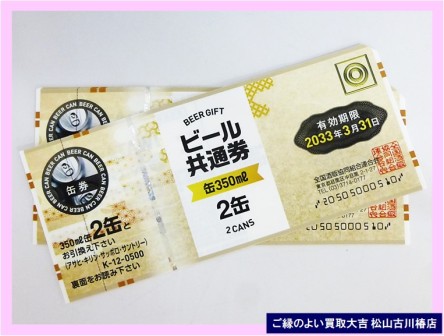 BEER CAN BEER CAN BEER CAN
缶券
350mℓ缶2缶と
お引換え下さい
(アサヒ・キリン・サッポロ・サントリー)
K-12-0500
裏面をお読み下さい
BEER GIFT
ビール
共通券
缶350mℓ
2缶
2 CANS
有効期限
2033年3月31日
全国酒販協同組合連合会
ご縁のよい買取大吉 松山古川椿店